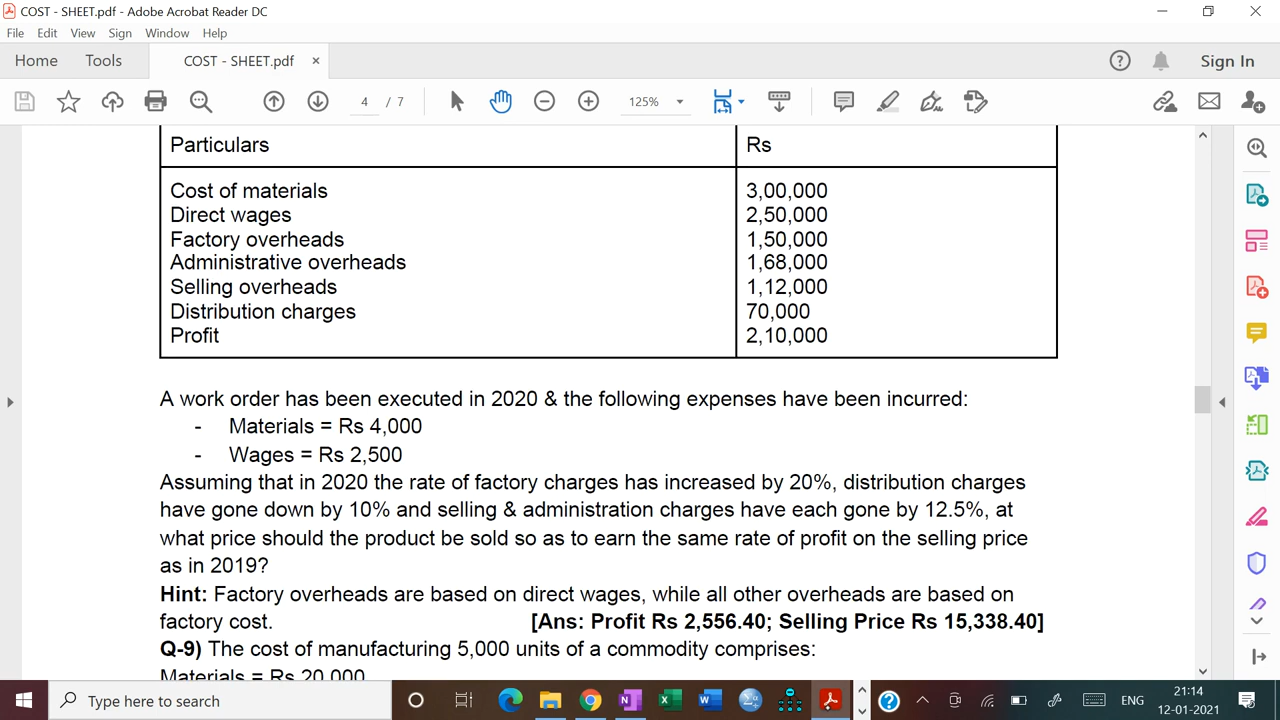 COST - SHEET.pdf - Adobe Acrobat Reader DC
File Edit View Sign Window Help
Home Tools COST - SHEET.pdf × Sign In
4 / 7 125%
Particulars Rs
Cost of materials 3,00,000
Direct wages 2,50,000
Factory overheads 1,50,000
Administrative overheads 1,68,000
Selling overheads 1,12,000
Distribution charges 70,000
Profit 2,10,000
A work order has been executed in 2020 & the following expenses have been incurred:
- Materials = Rs 4,000
- Wages = Rs 2,500
Assuming that in 2020 the rate of factory charges has increased by 20%, distribution charges
have gone down by 10% and selling & administration charges have each gone by 12.5%, at
what price should the product be sold so as to earn the same rate of profit on the selling price
as in 2019?
Hint: Factory overheads are based on direct wages, while all other overheads are based on
factory cost. [Ans: Profit Rs 2,556.40; Selling Price Rs 15,338.40]
Q-9) The cost of manufacturing 5,000 units of a commodity comprises:
Materials = Rs 20,000
Type here to search
ENG
21:14
12-01-2021